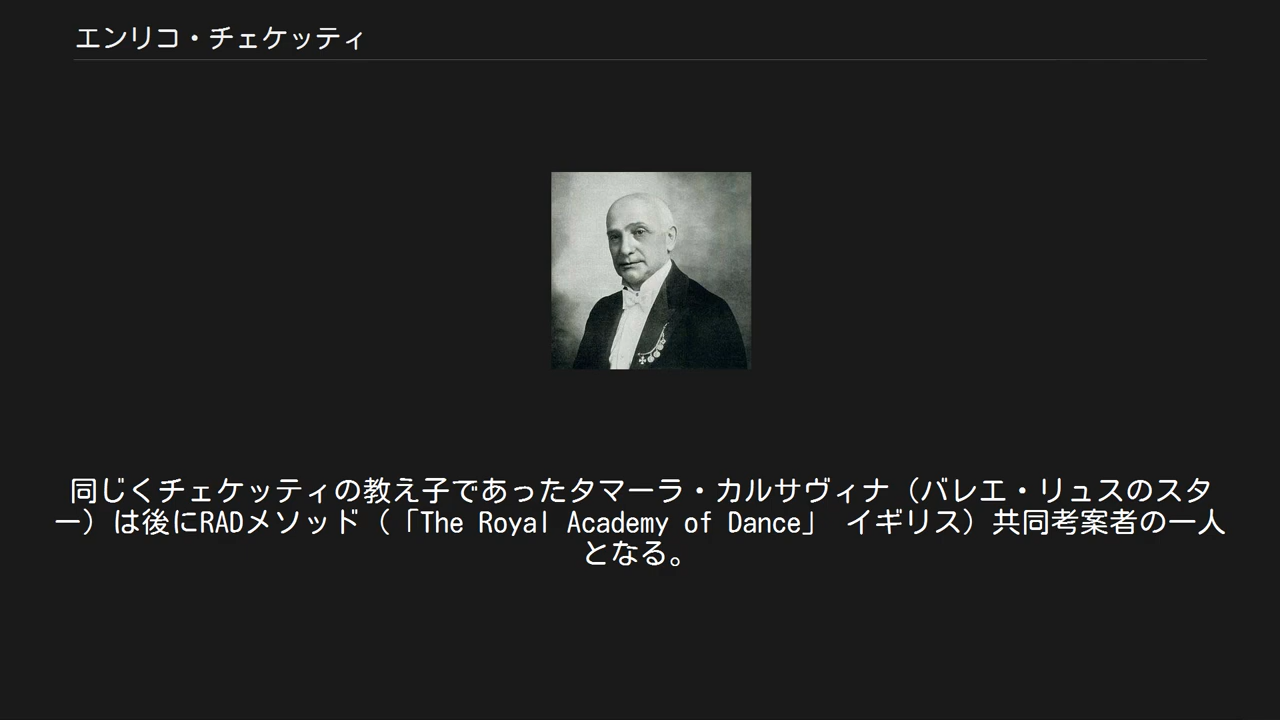 エンリコ・チェケッティ
同じくチェケッティの教え子であったタマーラ・カルサヴィナ（バレエ・リュスのスタ
ー）は後にRADメソッド（「The Royal Academy of Dance」 イギリス）共同考案者の一人
となる。